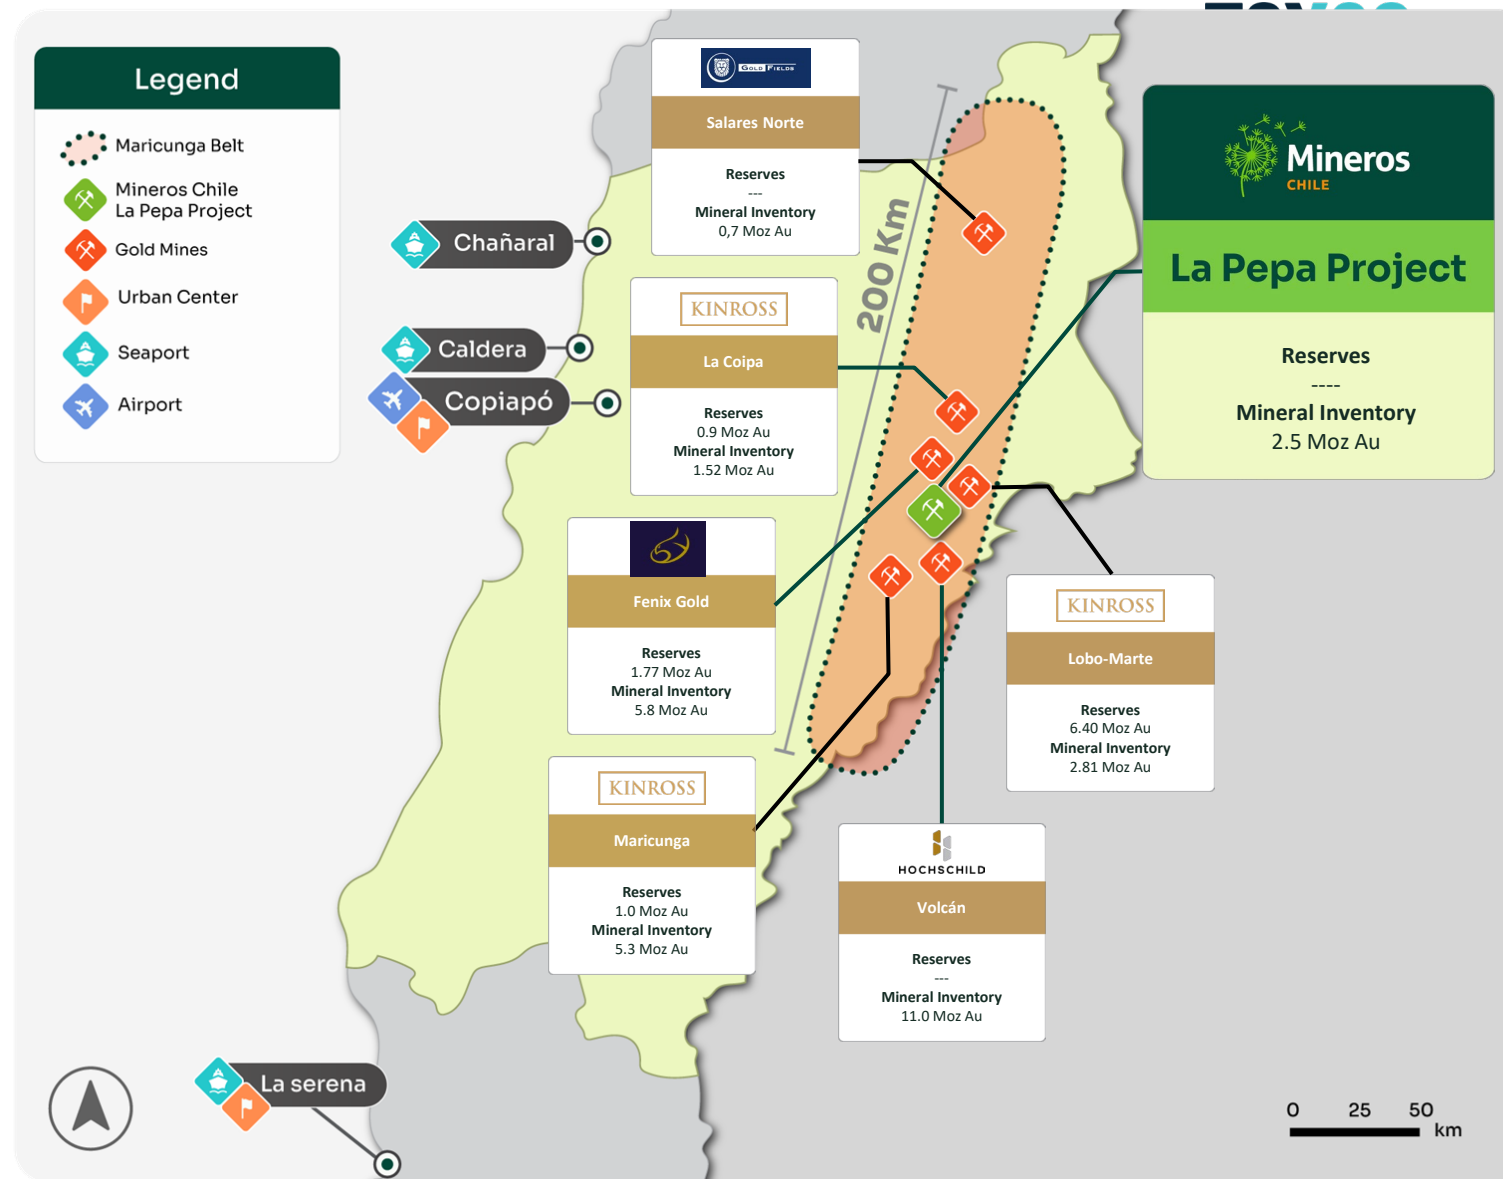 Legend
Maricunga Belt
Mineros Chile
La Pepa Project
Gold Mines
Urban Center
Seaport
Airport
GOLD FIELDS
Salares Norte
Reserves
---
Mineral Inventory
0,7 Moz Au
Mineros
CHILE
La Pepa Project
Reserves
----
Mineral Inventory
2.5 Moz Au
200 Km
Chañaral
Caldera
Copiapó
KINROSS
La Coipa
Reserves
0.9 Moz Au
Mineral Inventory
1.52 Moz Au
Fenix Gold
Reserves
1.77 Moz Au
Mineral Inventory
5.8 Moz Au
KINROSS
Lobo-Marte
Reserves
6.40 Moz Au
Mineral Inventory
2.81 Moz Au
KINROSS
Maricunga
Reserves
1.0 Moz Au
Mineral Inventory
5.3 Moz Au
HOCHSCHILD
Volcán
Reserves
---
Mineral Inventory
11.0 Moz Au
La serena
0 25 50
km